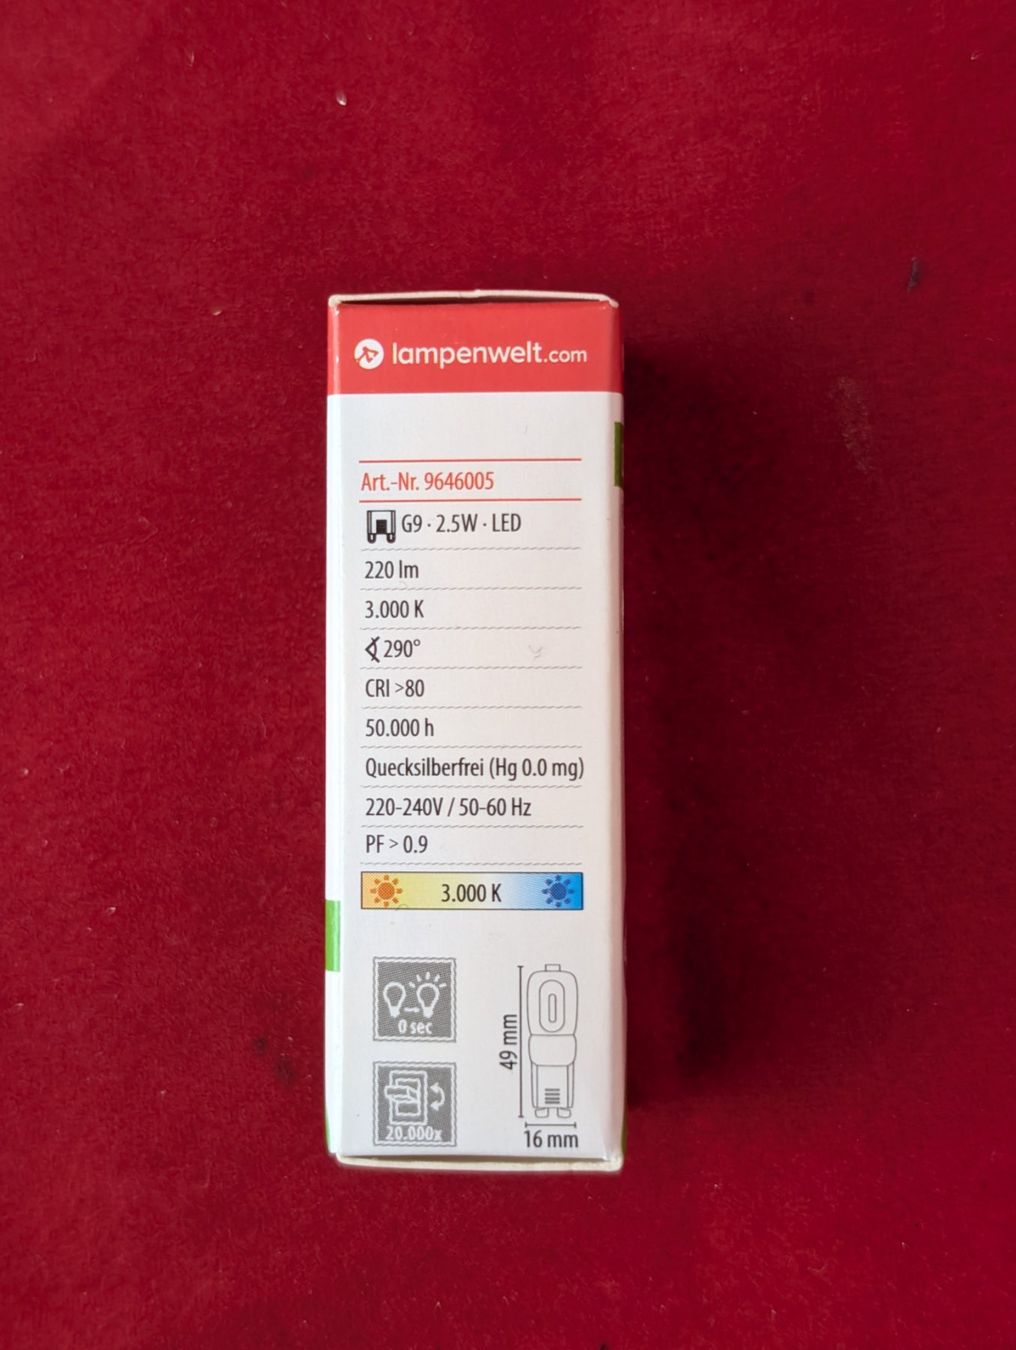 lampenwelt.com
Art.-Nr. 9646005
G9 · 2.5W · LED
220 lm
3.000 K
290°
CRI >80
50.000 h
Quecksilberfrei (Hg 0.0 mg)
220-240V / 50-60 Hz
PF > 0.9
3.000 K
0 sec
20.000x
49 mm
16 mm